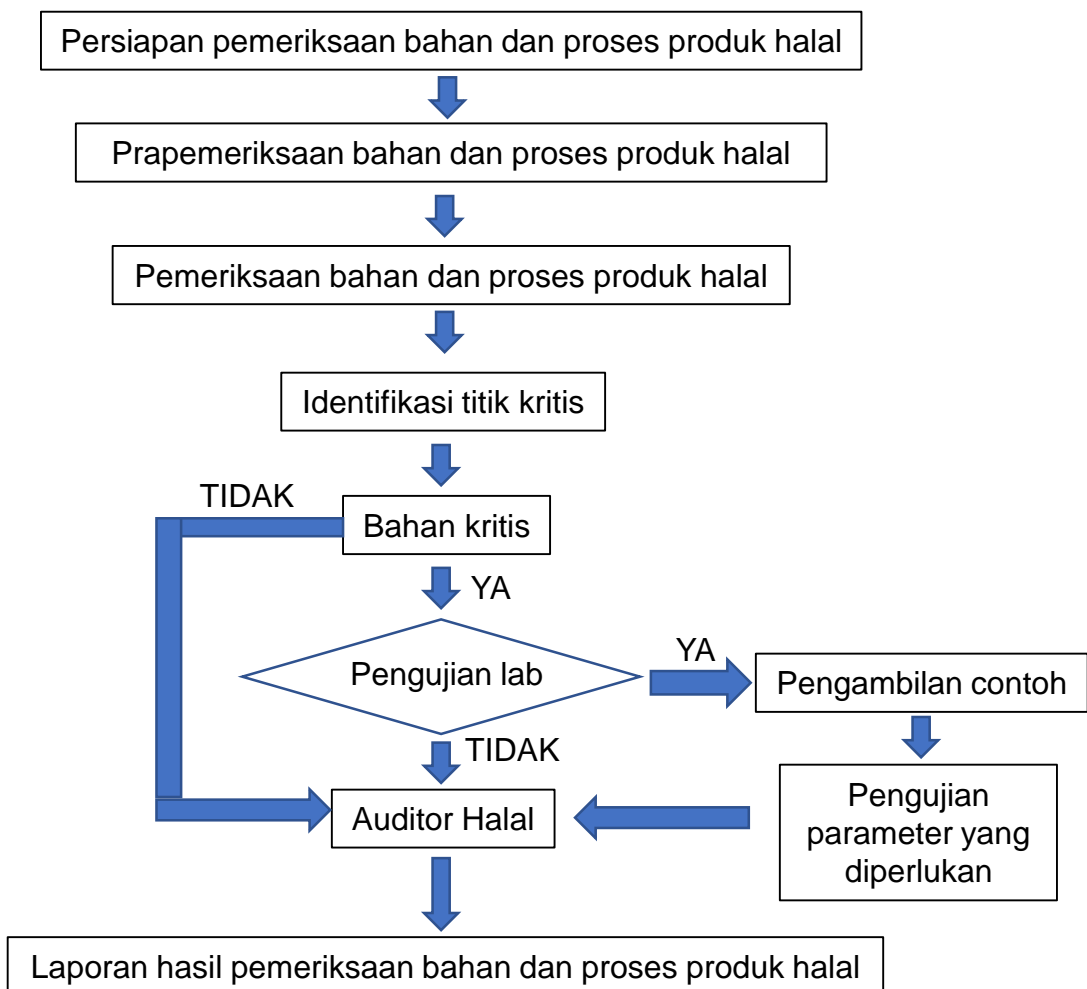 Persiapan pemeriksaan bahan dan proses produk halal
Prapemeriksaan bahan dan proses produk halal
Pemeriksaan bahan dan proses produk halal
Identifikasi titik kritis
TIDAK
Bahan kritis
YA
Pengujian lab
YA
Pengambilan contoh
TIDAK
Auditor Halal
Pengujian
parameter yang
diperlukan
Laporan hasil pemeriksaan bahan dan proses produk halal